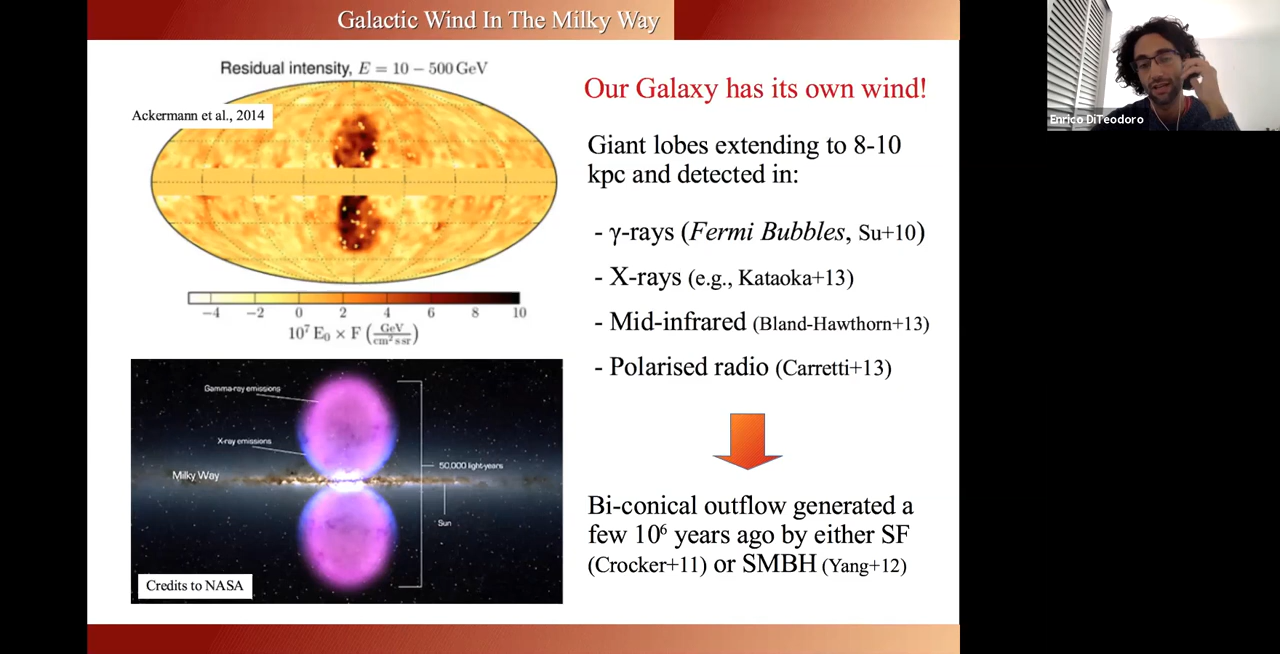 Galactic Wind In The Milky Way
Residual intensity, E = 10 − 500 GeV
Ackermann et al., 2014
−4 −2 0 2 4 6 8 10
10⁷ E₀ × F (GeV / cm² s sr)
Gamma-ray emissions
X-ray emissions
Milky Way
50,000 light-years
Sun
Credits to NASA
Our Galaxy has its own wind!
Giant lobes extending to 8-10
kpc and detected in:
- γ-rays (Fermi Bubbles, Su+10)
- X-rays (e.g., Kataoka+13)
- Mid-infrared (Bland-Hawthorn+13)
- Polarised radio (Carretti+13)
Bi-conical outflow generated a
few 10⁶ years ago by either SF
(Crocker+11) or SMBH (Yang+12)
Enrico DiTeodoro